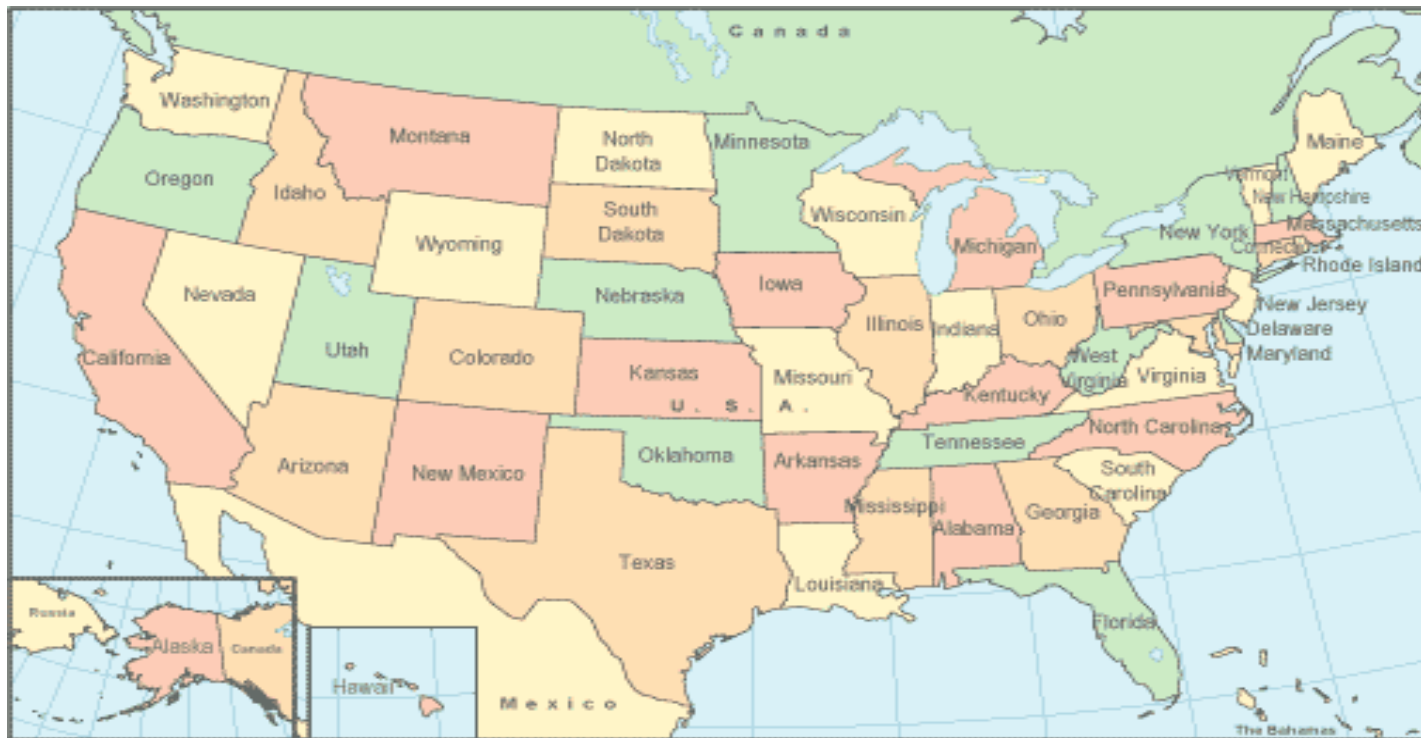 Canada
Washington
Montana
North
Dakota
Minnesota
Maine
Oregon
Idaho
Vermont
New Hampshire
South
Dakota
Wisconsin
Massachusetts
New York
Wyoming
Michigan
Connecticut
Rhode Island
Nevada
Nebraska
Iowa
Pennsylvania
New Jersey
Illinois
Indiana
Ohio
Delaware
Utah
Colorado
California
Maryland
West
Virginia
Kansas
Missouri
Virginia
Kentucky
U. S. A.
North Carolina
Tennessee
Oklahoma
Arkansas
Arizona
New Mexico
South
Carolina
Mississippi
Alabama
Georgia
Texas
Louisiana
Florida
Russia
Alaska
Canada
Hawaii
Mexico
The Bahamas